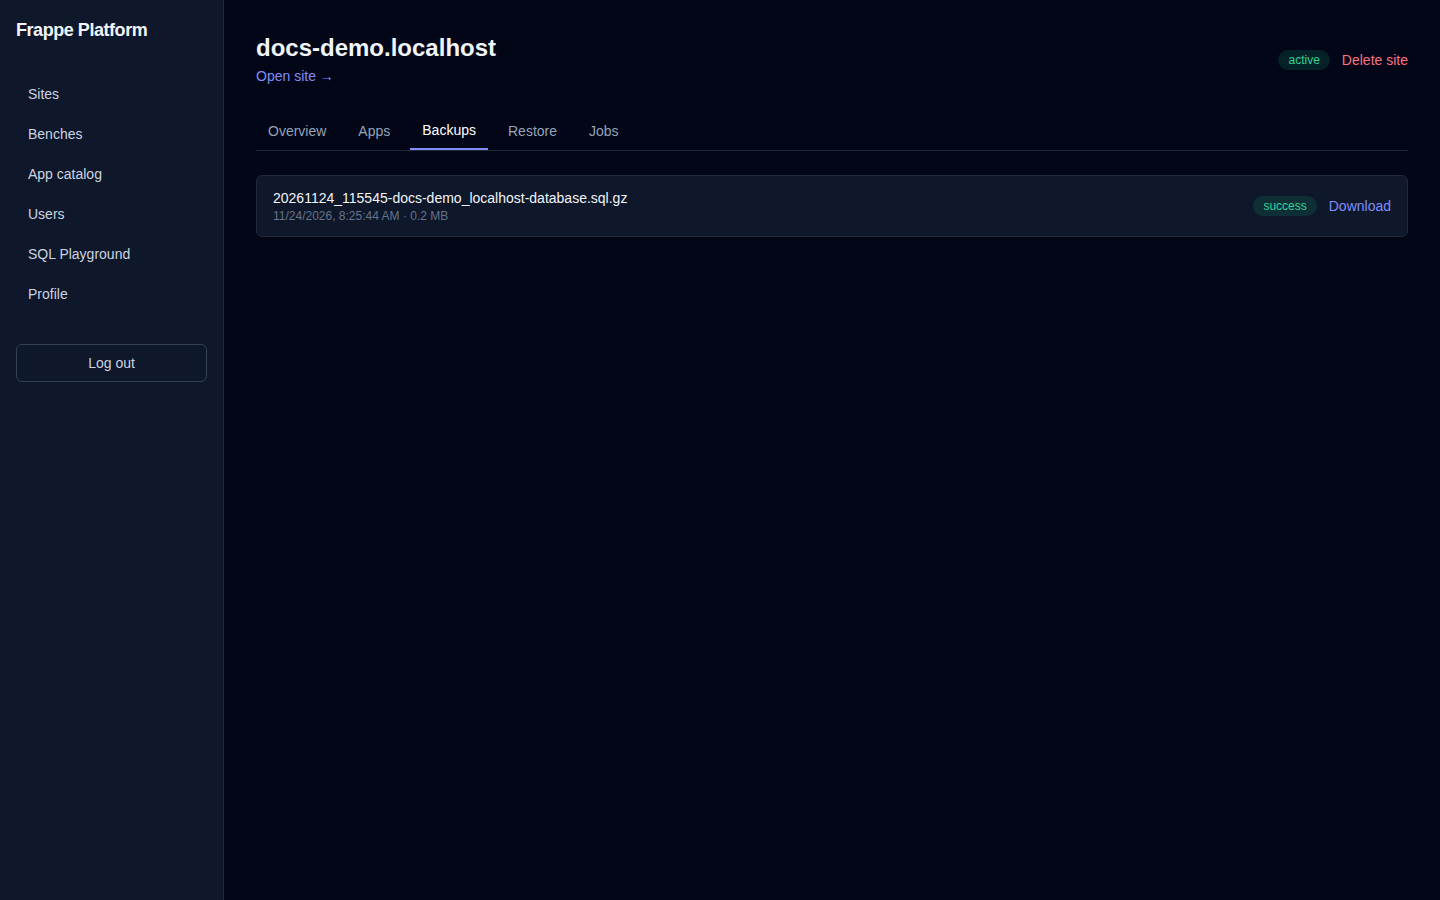 Frappe Platform
Sites
Benches
App catalog
Users
SQL Playground
Profile
Log out
docs-demo.localhost
Open site →
active
Delete site
Overview
Apps
Backups
Restore
Jobs
20261124_115545-docs-demo_localhost-database.sql.gz
11/24/2026, 8:25:44 AM · 0.2 MB
success
Download